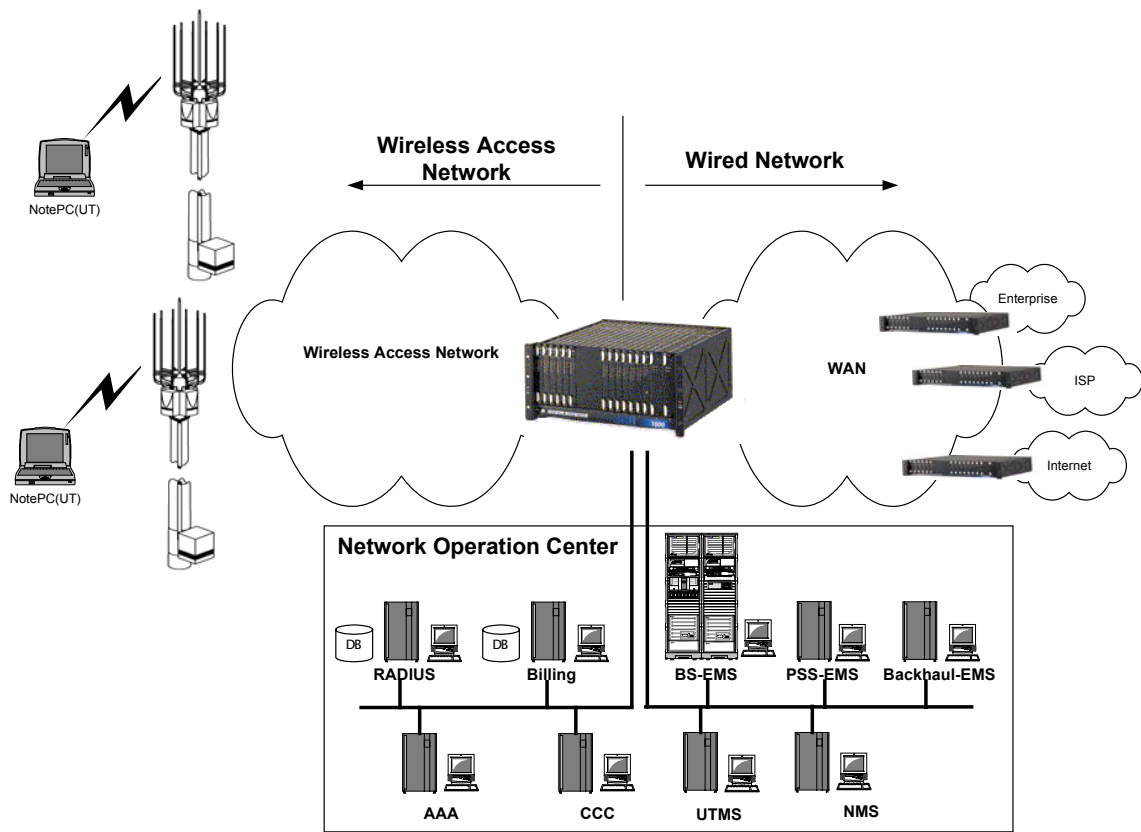 Wireless Access
Network
Wired Network
NotePC(UT)
Enterprise
Wireless Access Network
WAN
ISP
NotePC(UT)
Internet
Network Operation Center
DB
DB
RADIUS
Billing
BS-EMS
PSS-EMS
Backhaul-EMS
AAA
CCC
UTMS
NMS